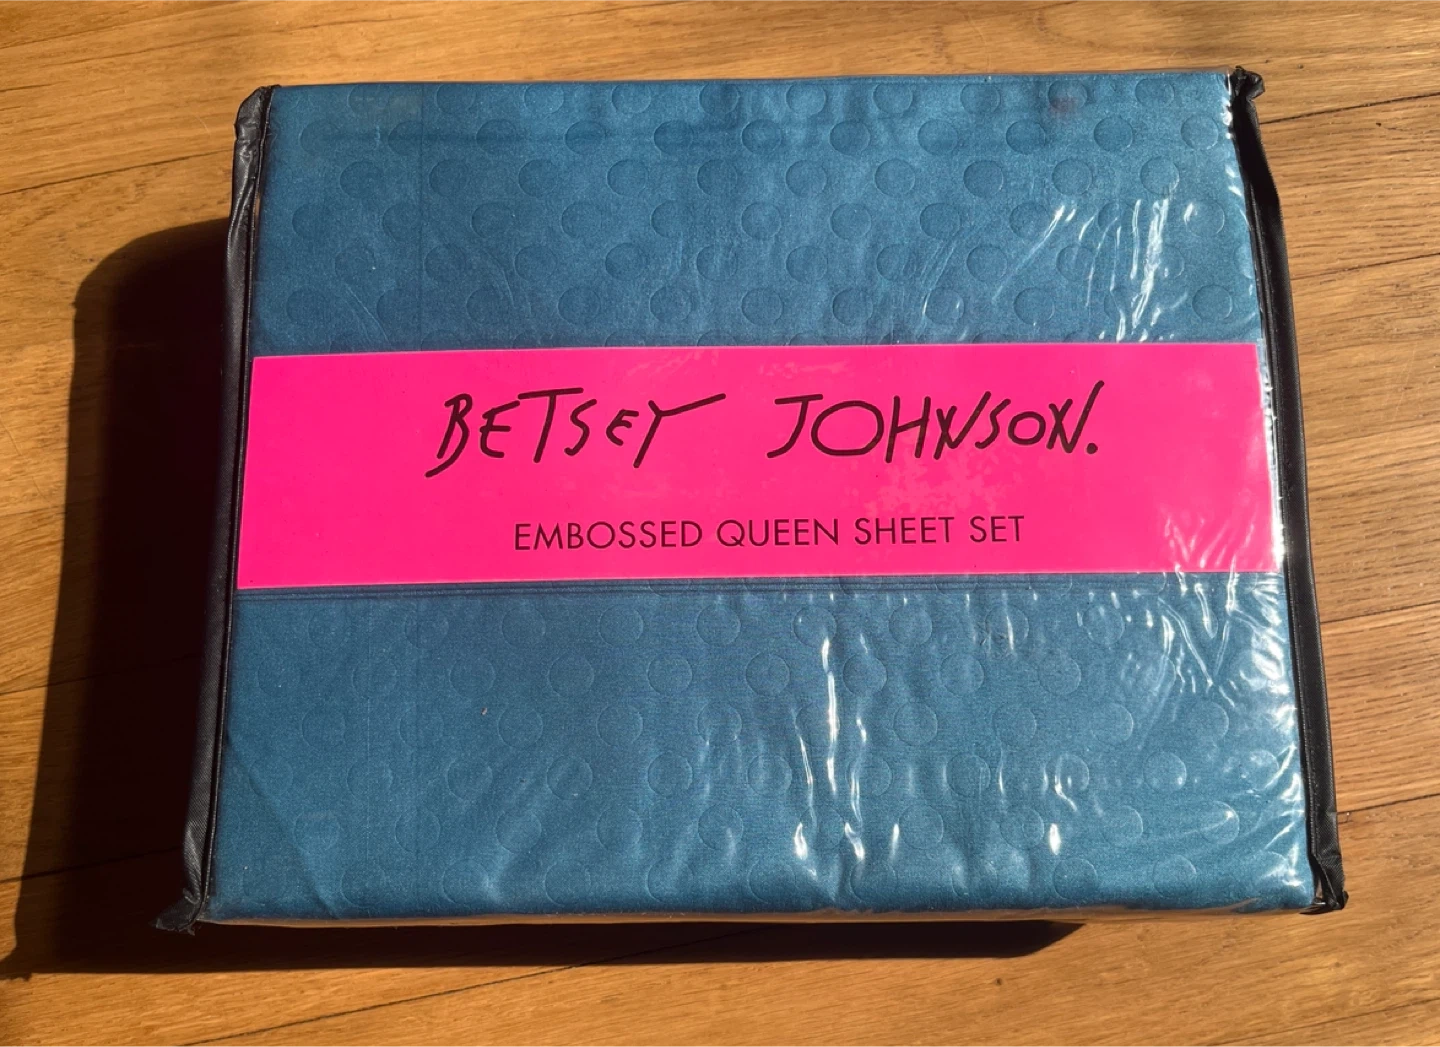 BETSEY JOHNSON.
EMBOSSED QUEEN SHEET SET